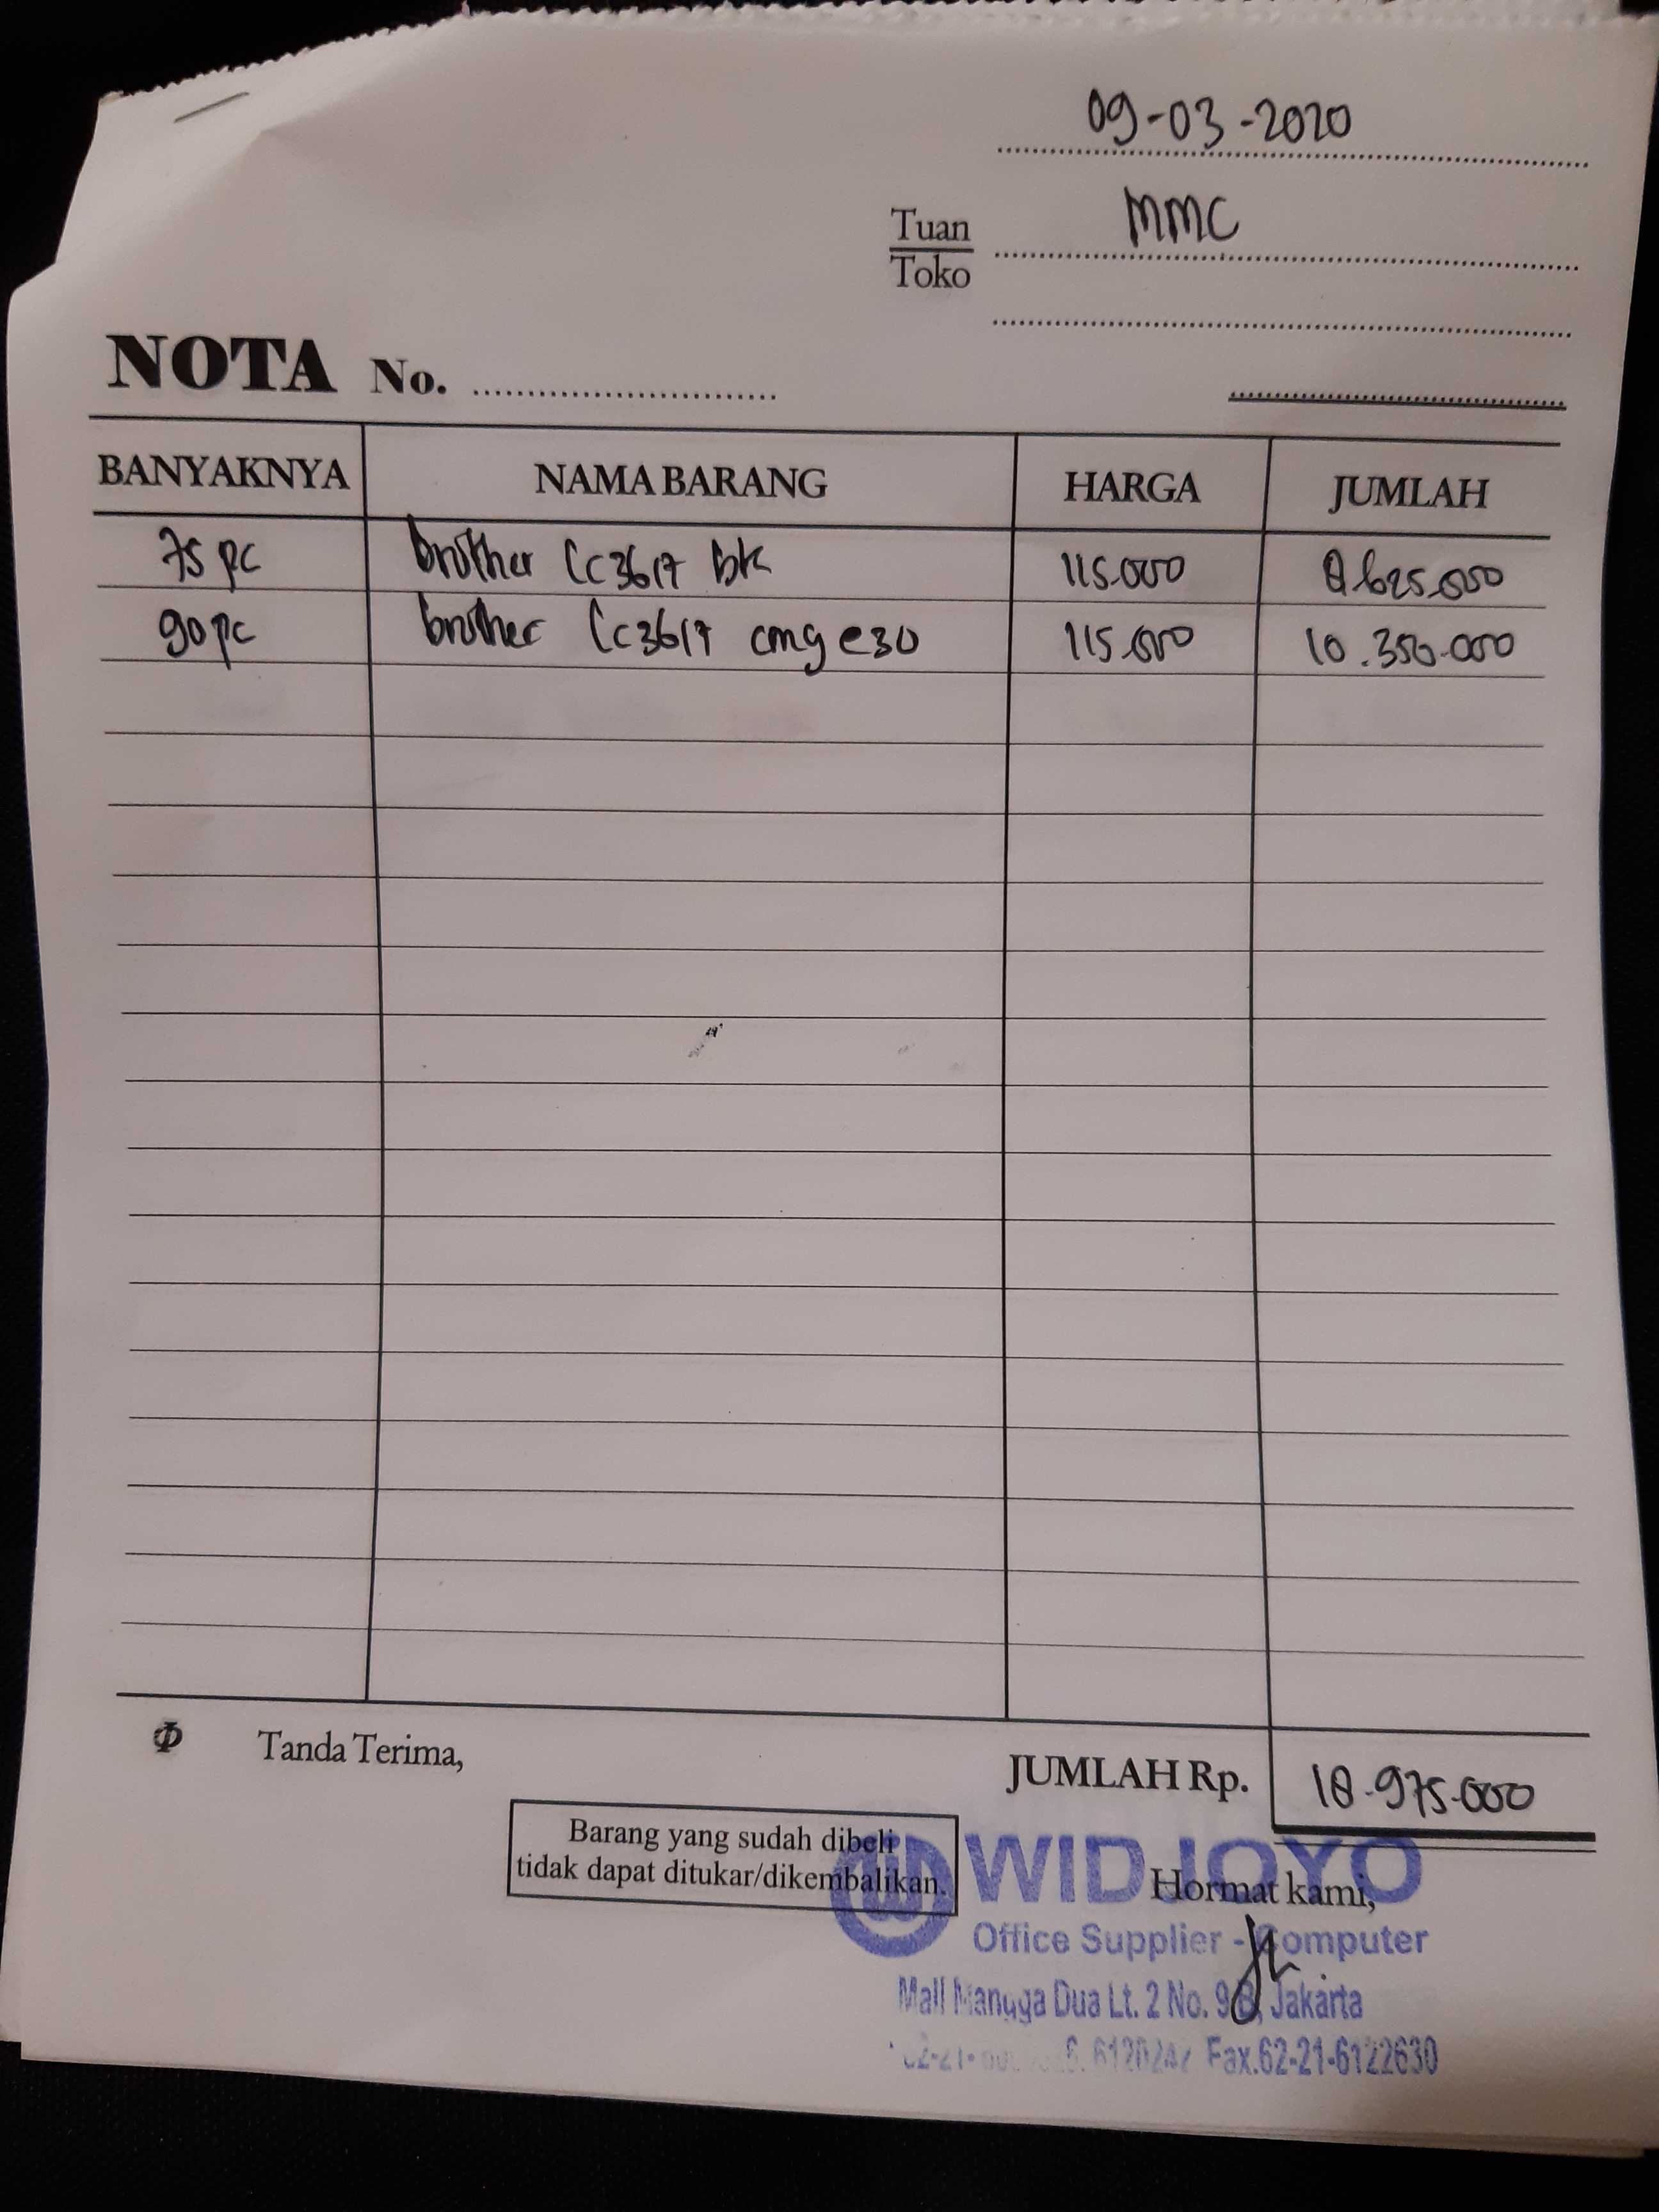 09-03-2020
Tuan
Toko
MMC
NOTA No.
BANYAKNYA NAMA BARANG HARGA JUMLAH
75 pc brother Lc3617 bk 115.000 8.625.000
90 pc brother Lc3617 cmy e30 115.000 10.350.000
Tanda Terima,
JUMLAH Rp. 18.975.000
Barang yang sudah dibeli
tidak dapat ditukar/dikembalikan.
WIDJOYO
Hormat kami,
Office Supplier - Computer
Mall Mangga Dua Lt. 2 No. 9B, Jakarta
Fax.62-21-6122630